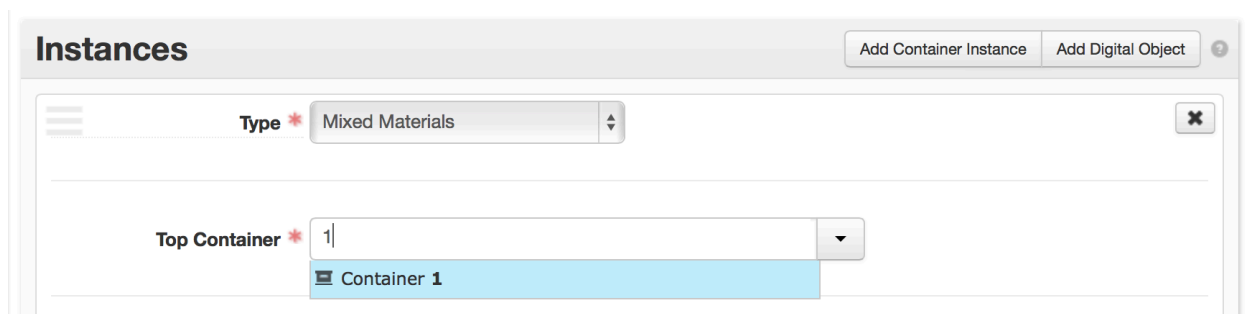 Instances
Add Container Instance
Add Digital Object
?
Type *
Mixed Materials
Top Container *
1
Container 1